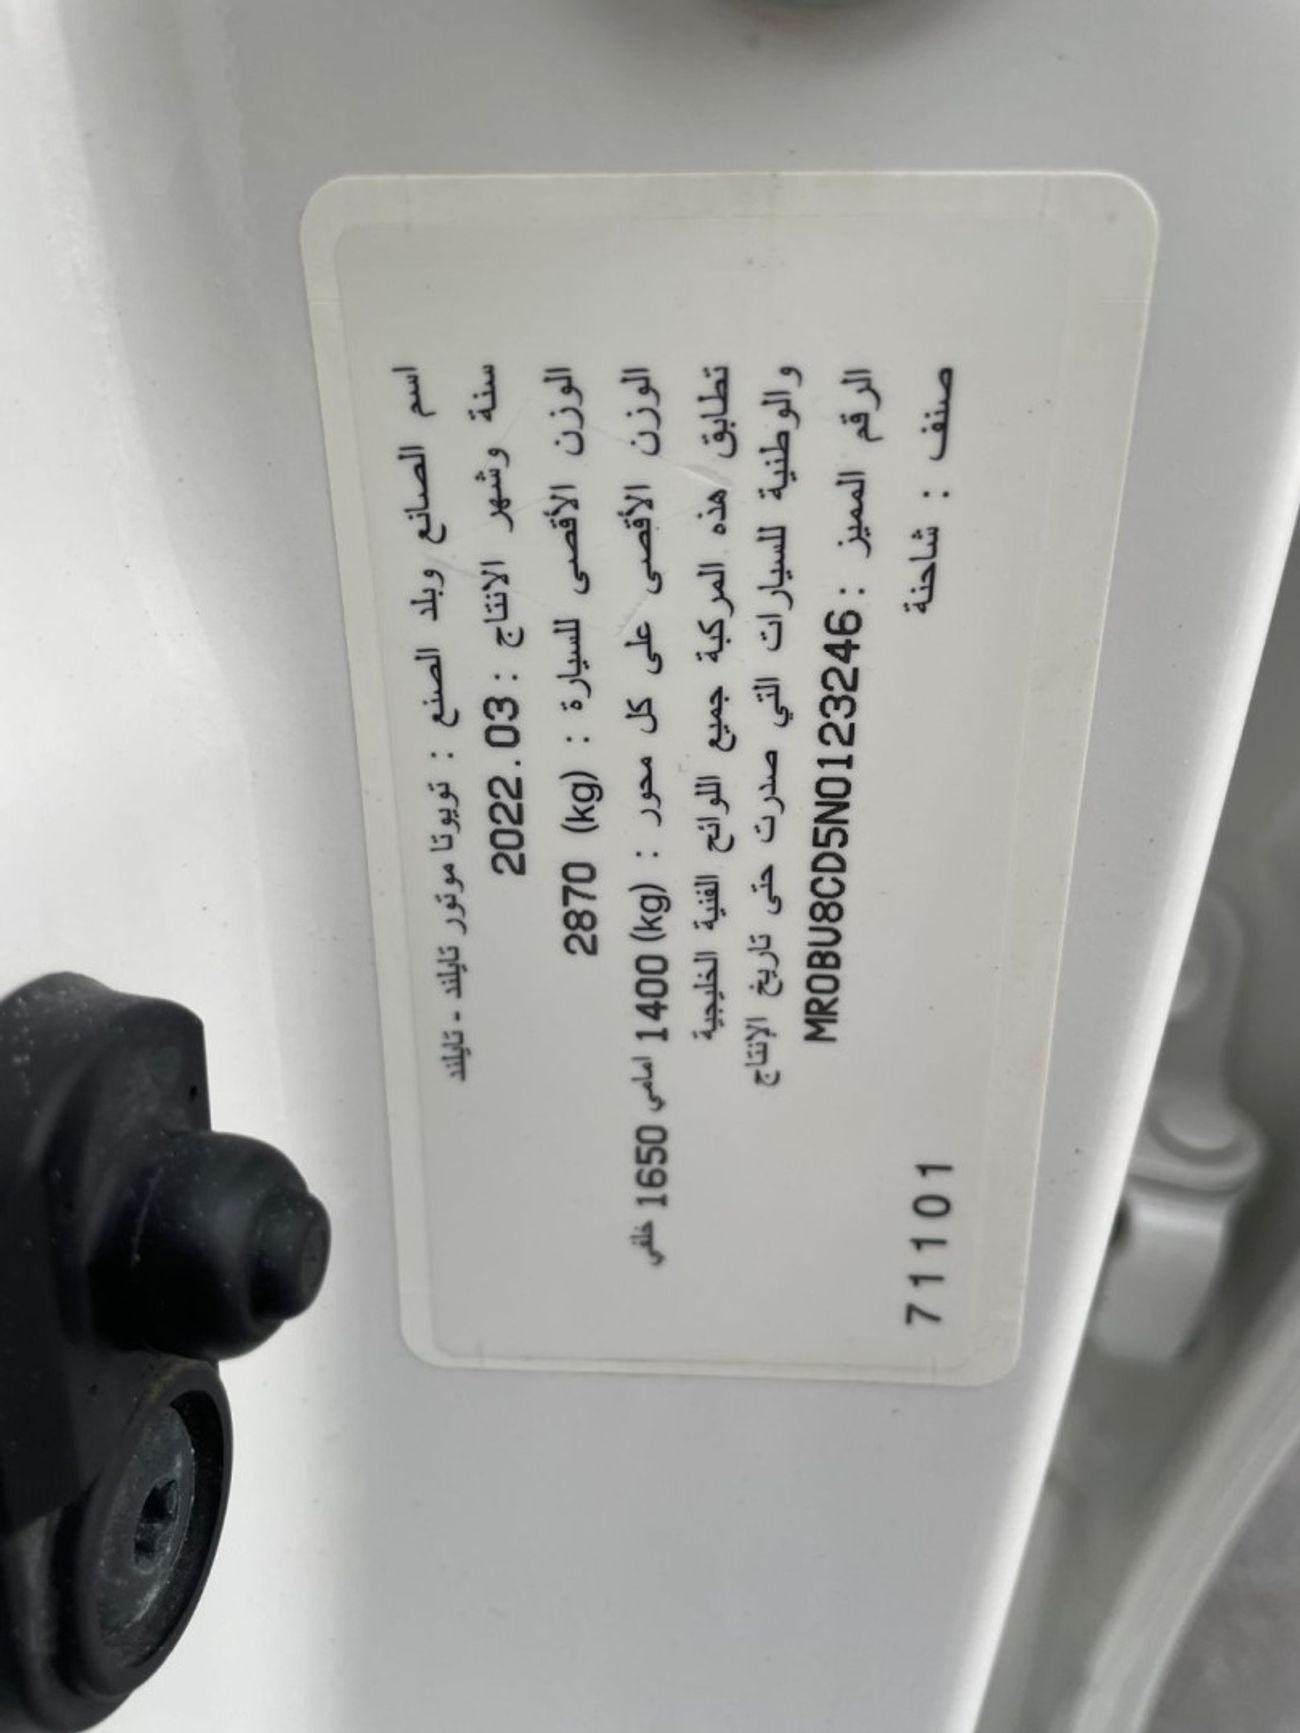 اسم الصانع وبلد الصنع : تويوتا موتور تايلند - تايلند
سنة وشهر الانتاج : 2022.03
الوزن الأقصى للسيارة : (kg) 2870
الوزن الأقصى على كل محور : (kg) 1400 امامي 1650 خلفي
تطابق هذه المركبة جميع اللوائح الفنية الخليجية
والوطنية للسيارات التي صدرت حتى تاريخ الإنتاج
الرقم المميز : MR0BU8CD5N0123246
صنف : شاحنة 711101